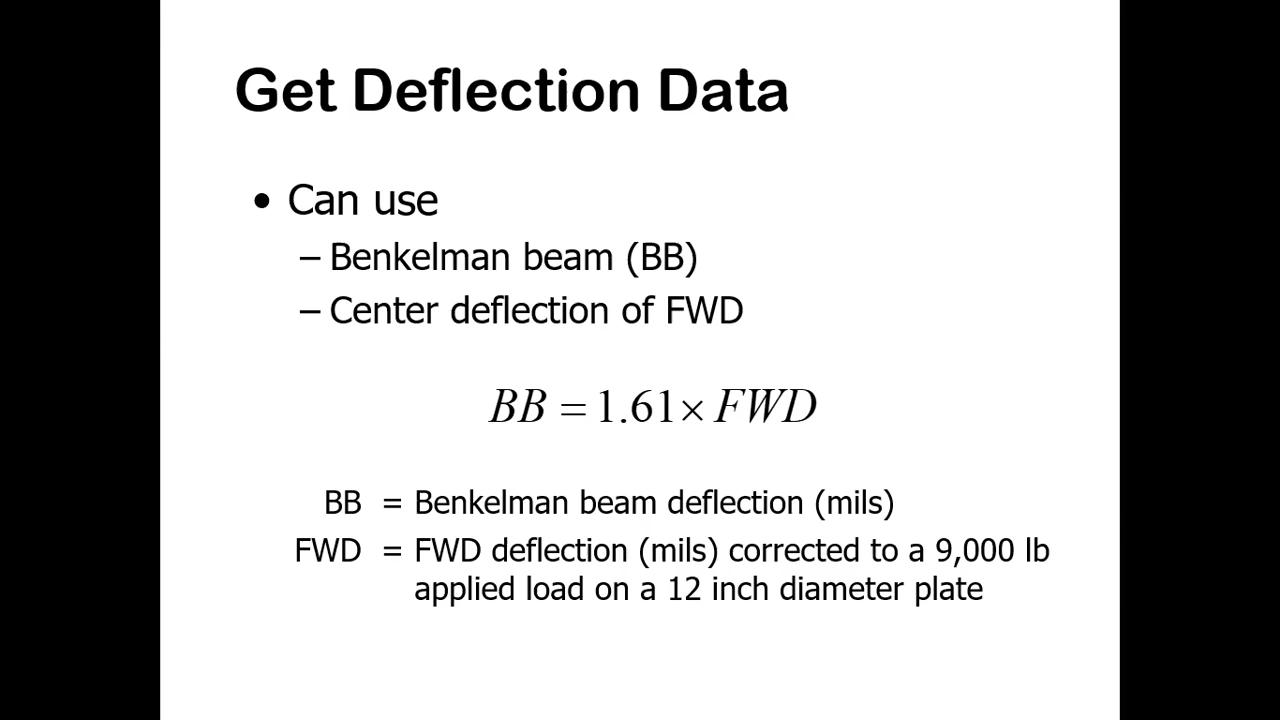 Get Deflection Data
• Can use
– Benkelman beam (BB)
– Center deflection of FWD
BB = 1.61 × FWD
BB = Benkelman beam deflection (mils)
FWD = FWD deflection (mils) corrected to a 9,000 lb
applied load on a 12 inch diameter plate